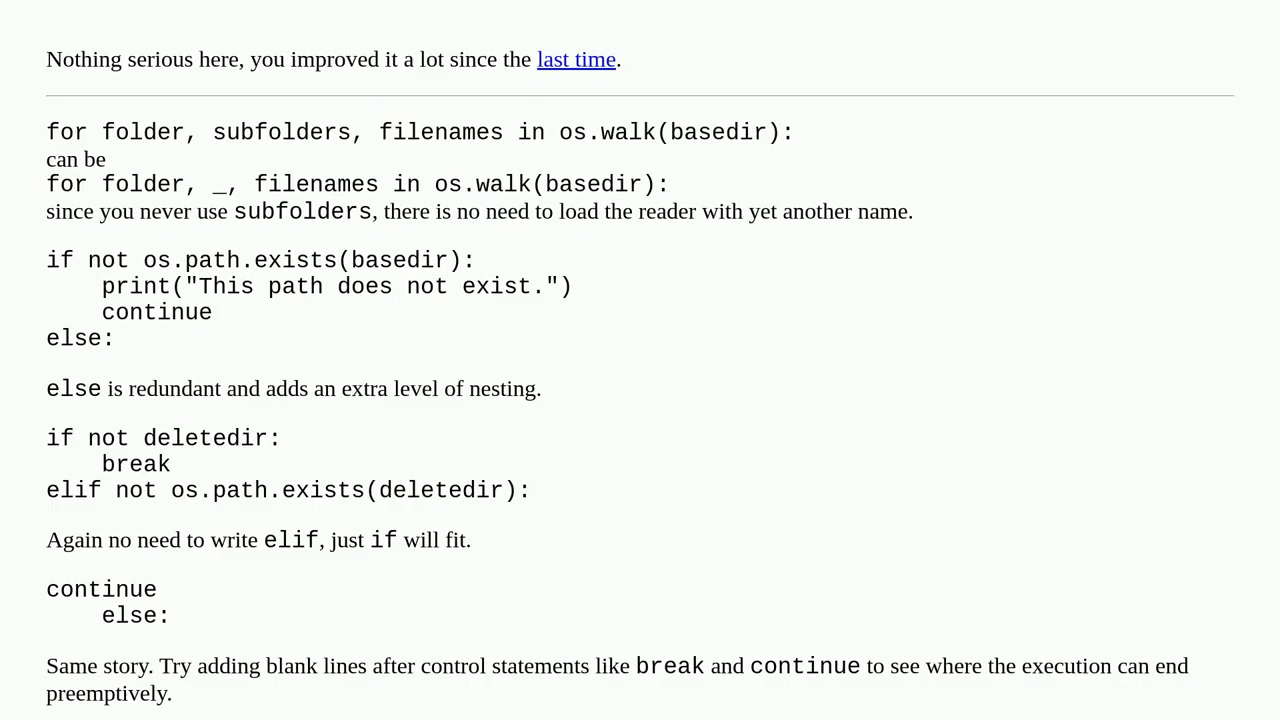 Nothing serious here, you improved it a lot since the last time.
for folder, subfolders, filenames in os.walk(basedir):
can be
for folder, _, filenames in os.walk(basedir):
since you never use subfolders, there is no need to load the reader with yet another name.
if not os.path.exists(basedir):
    print("This path does not exist.")
    continue
else:
else is redundant and adds an extra level of nesting.
if not deletedir:
    break
elif not os.path.exists(deletedir):
Again no need to write elif, just if will fit.
continue
    else:
Same story. Try adding blank lines after control statements like break and continue to see where the execution can end
preemptively.